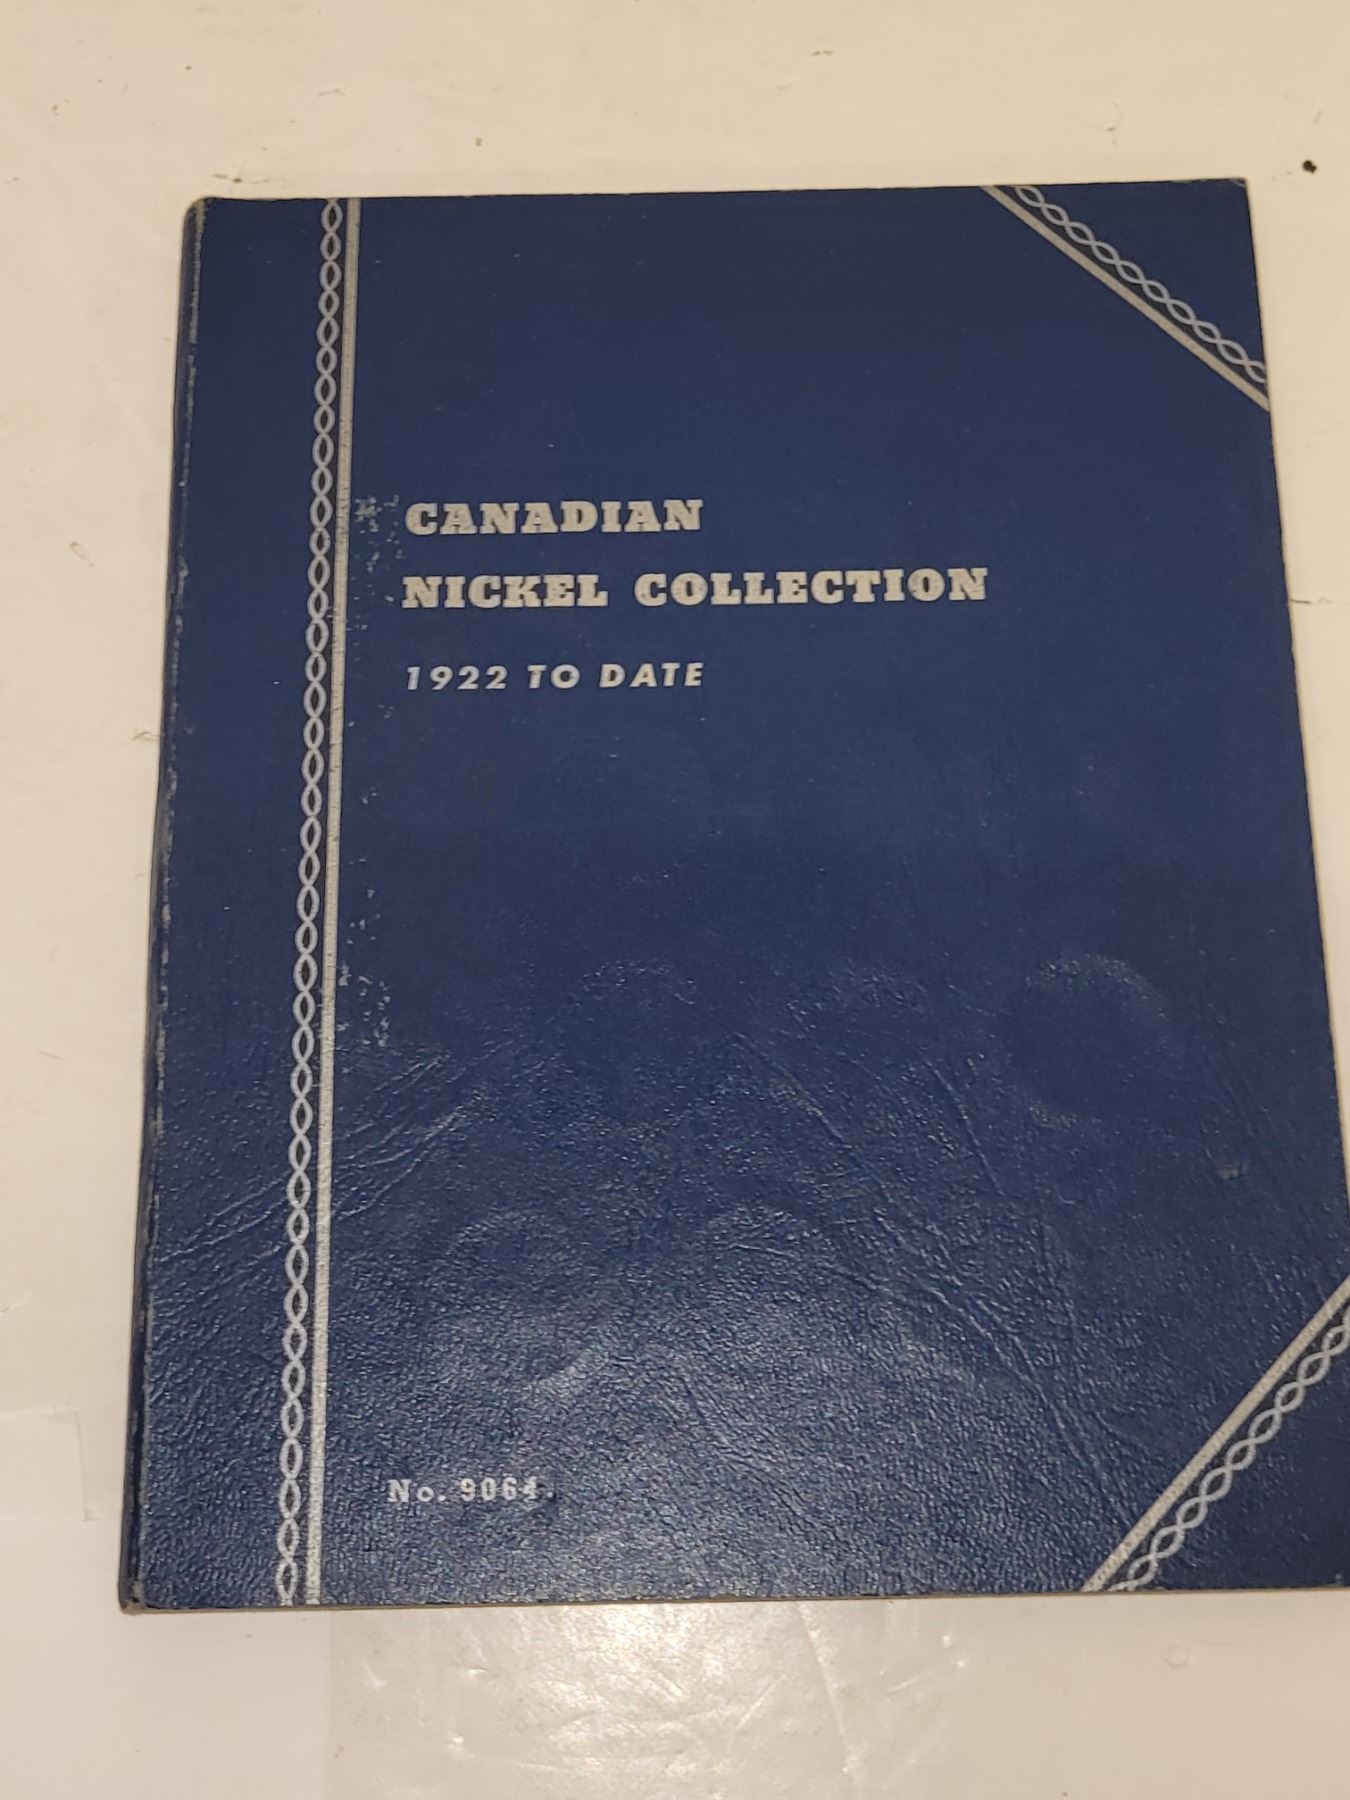 CANADIAN
NICKEL COLLECTION
1922 TO DATE
No. 9064